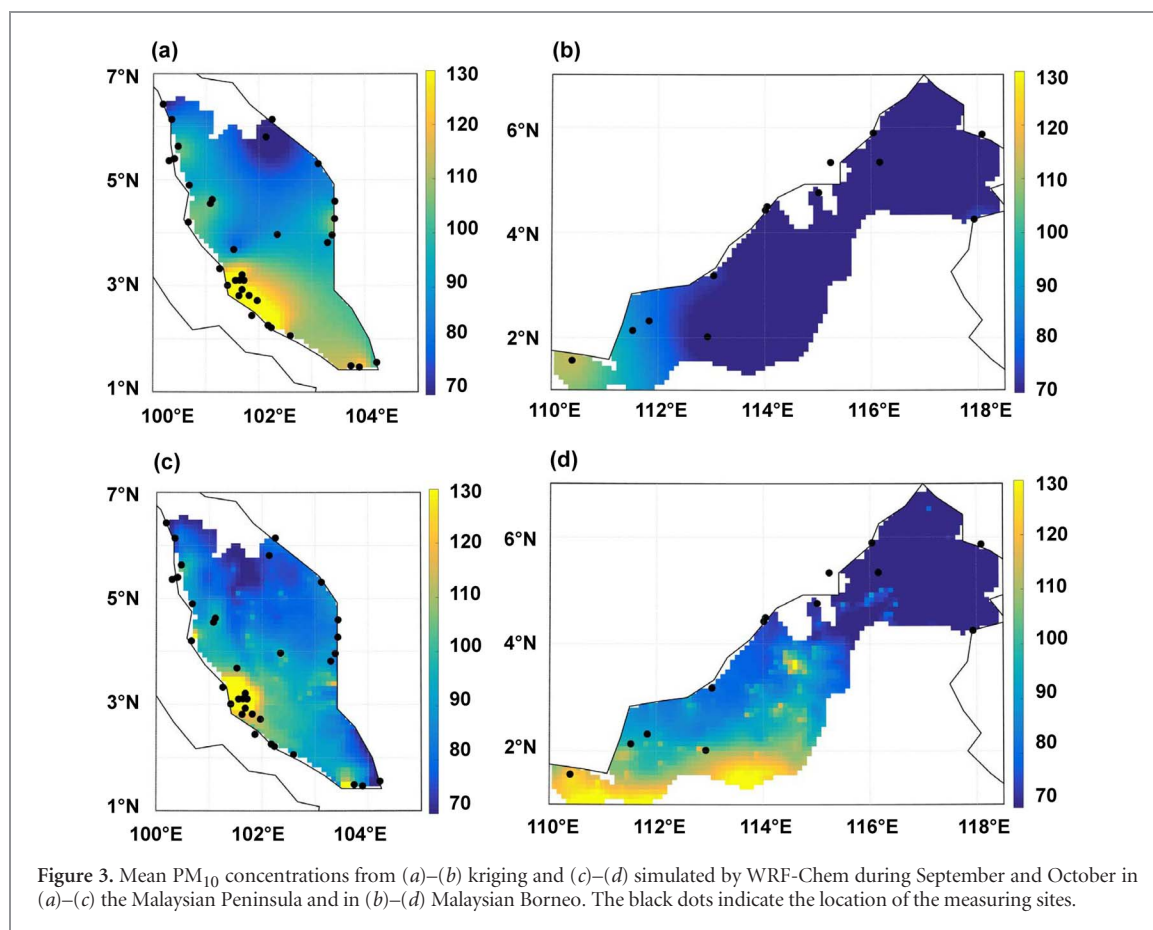 (a)
(b)
7°N
5°N
3°N
1°N
100°E 102°E 104°E
130
120
110
100
90
80
70
6°N
4°N
2°N
110°E 112°E 114°E 116°E 118°E
130
120
110
100
90
80
70
(c)
(d)
7°N
5°N
3°N
1°N
100°E 102°E 104°E
130
120
110
100
90
80
70
6°N
4°N
2°N
110°E 112°E 114°E 116°E 118°E
130
120
110
100
90
80
70
Figure 3. Mean PM10 concentrations from (a)–(b) kriging and (c)–(d) simulated by WRF-Chem during September and October in
(a)–(c) the Malaysian Peninsula and in (b)–(d) Malaysian Borneo. The black dots indicate the location of the measuring sites.